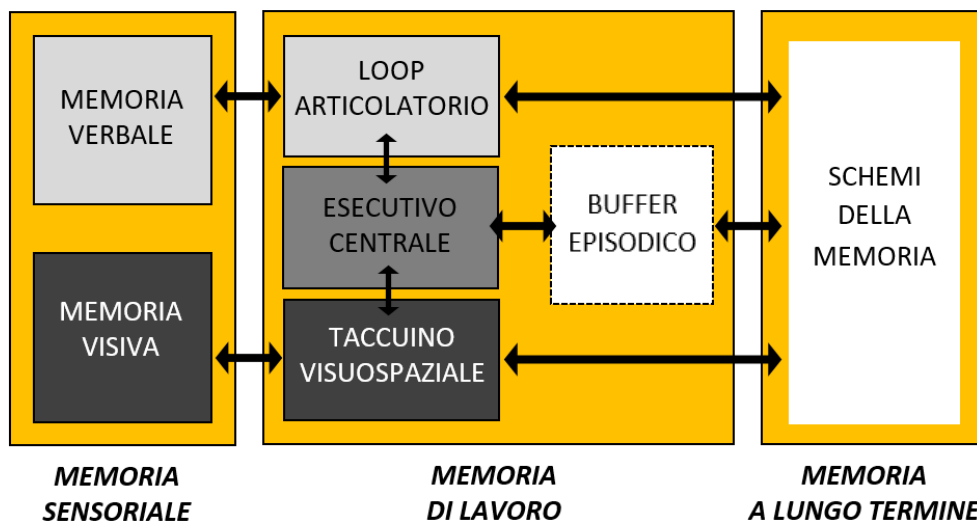 MEMORIA
VERBALE
MEMORIA
VISIVA
LOOP
ARTICOLATORIO
ESECUTIVO
CENTRALE
TACCUINO
VISUOSPAZIALE
BUFFER
EPISODICO
SCHEMI
DELLA
MEMORIA
MEMORIA
SENSORIALE
MEMORIA
DI LAVORO
MEMORIA
A LUNGO TERMINE